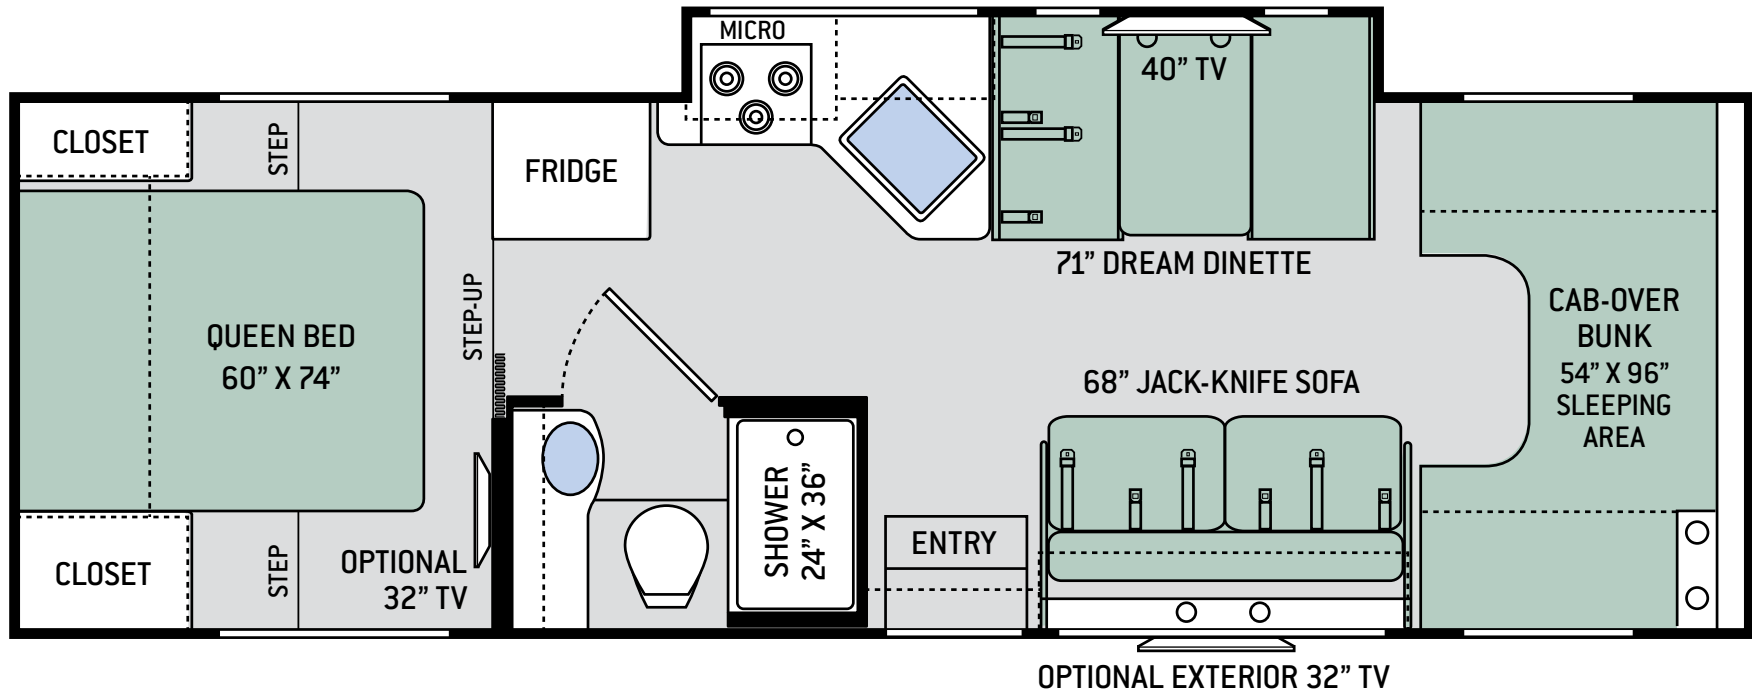 MICRO
40” TV
CLOSET
STEP
FRIDGE
71” DREAM DINETTE
STEP-UP
QUEEN BED
60” X 74”
CAB-OVER
BUNK
54” X 96”
SLEEPING
AREA
68” JACK-KNIFE SOFA
SHOWER
24” X 36”
ENTRY
CLOSET
STEP
OPTIONAL
32” TV
OPTIONAL EXTERIOR 32” TV